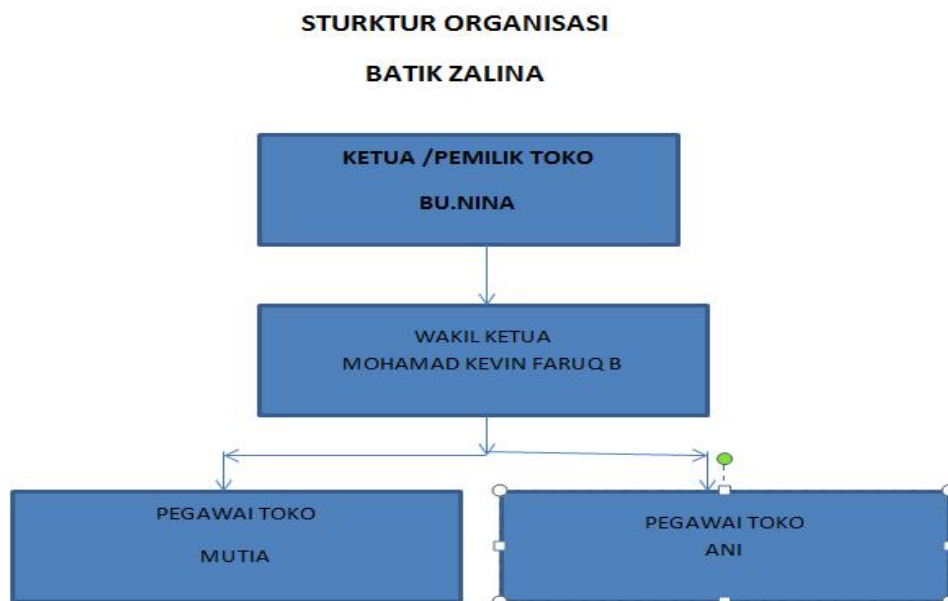 STURKTUR ORGANISASI
BATIK ZALINA
KETUA /PEMILIK TOKO
BU.NINA
WAKIL KETUA
MOHAMAD KEVIN FARUQ B
PEGAWAI TOKO
MUTIA
PEGAWAI TOKO
ANI